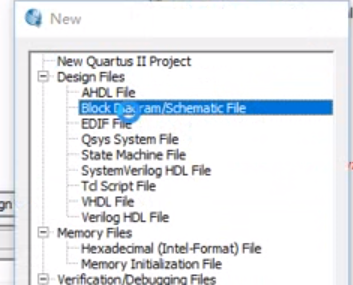 New
New Quartus II Project
Design Files
AHDL File
Block Diagram/Schematic File
EDIF File
Qsys System File
State Machine File
SystemVerilog HDL File
Tcl Script File
gn
VHDL File
Verilog HDL File
Memory Files
Hexadecimal (Intel-Format) File
Memory Initialization File
Verification/Debugging Files